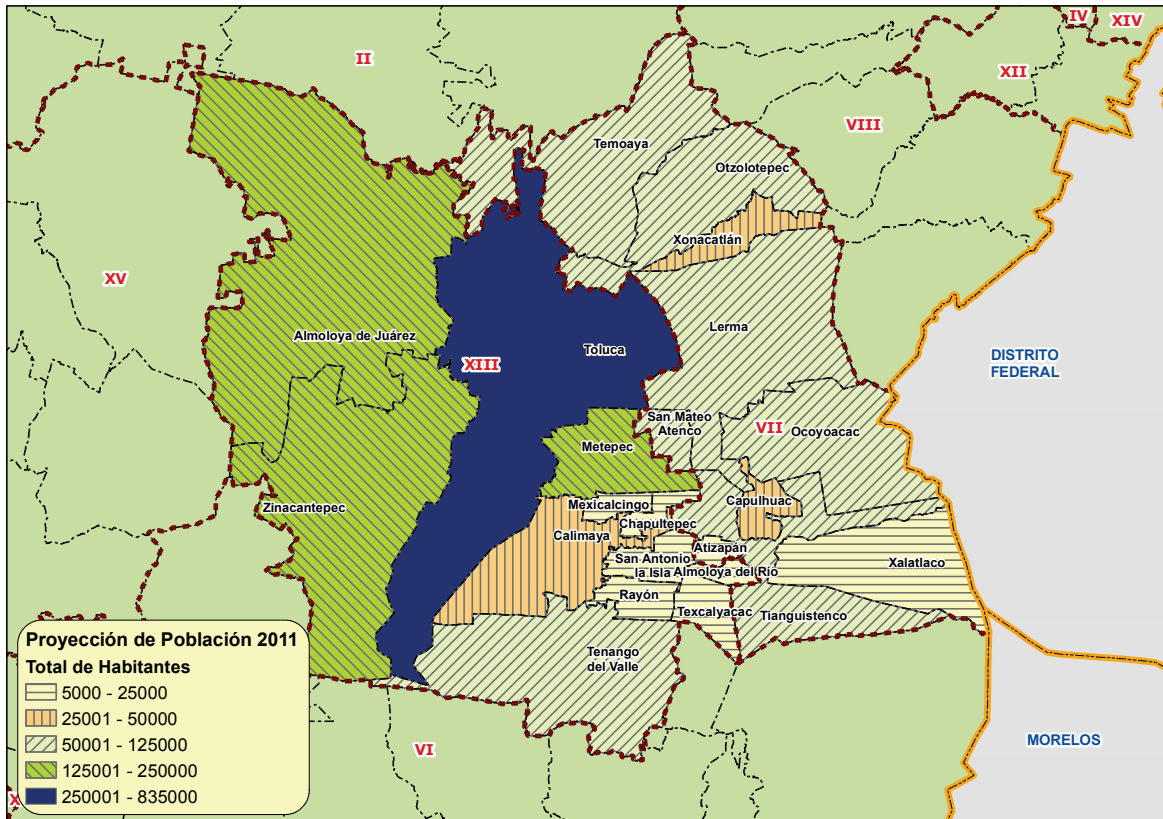 IV
XIV
II
XII
VIII
Temoaya
Otzolotepec
Xonacatlán
XV
Almoloya de Juárez
XIII
Toluca
Lerma
DISTRITO
FEDERAL
San Mateo
Atenco
VII
Ocoyoacac
Metepec
Zinacantepec
Mexicalcingo
Capulhuac
Chapultepec
Calimaya
Atizapán
San Antonio
la Isla
Almoloya del Río
Xalatlaco
Rayón
Texcalyacac
Tianguistenco
Tenango
del Valle
VI
MORELOS
Proyección de Población 2011
Total de Habitantes
5000 - 25000
25001 - 50000
50001 - 125000
125001 - 250000
250001 - 835000